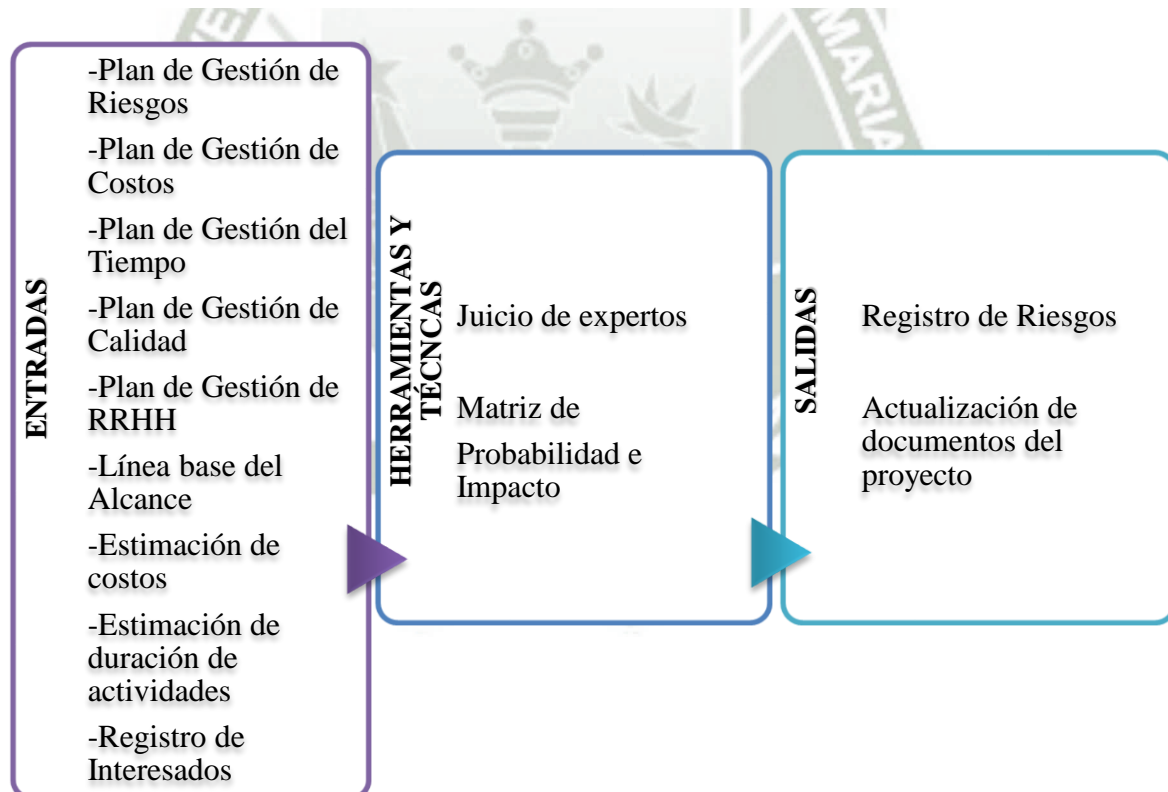 ENTRADAS
-Plan de Gestión de
Riesgos
-Plan de Gestión de
Costos
-Plan de Gestión del
Tiempo
-Plan de Gestión de
Calidad
-Plan de Gestión de
RRHH
-Línea base del
Alcance
-Estimación de
costos
-Estimación de
duración de
actividades
-Registro de
Interesados
HERRAMIENTAS Y
TÉCNCAS
Juicio de expertos
Matriz de
Probabilidad e
Impacto
SALIDAS
Registro de Riesgos
Actualización de
documentos del
proyecto
MARIA